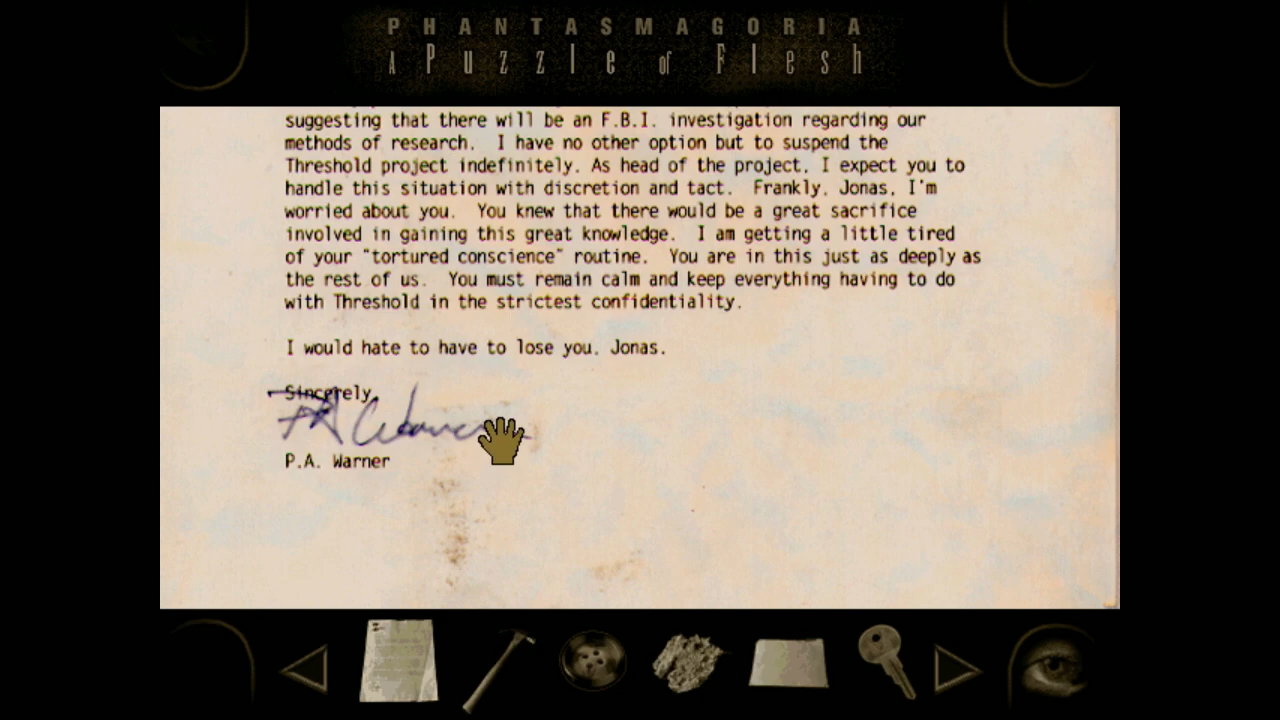 PHANTASMAGORIA
A Puzzle of Flesh
suggesting that there will be an F.B.I. investigation regarding our
methods of research. I have no other option but to suspend the
Threshold project indefinitely. As head of the project, I expect you to
handle this situation with discretion and tact. Frankly, Jonas, I'm
worried about you. You knew that there would be a great sacrifice
involved in gaining this great knowledge. I am getting a little tired
of your "tortured conscience" routine. You are in this just as deeply as
the rest of us. You must remain calm and keep everything having to do
with Threshold in the strictest confidentiality.
I would hate to have to lose you, Jonas.
Sincerely,
PA Warner
P.A. Warner